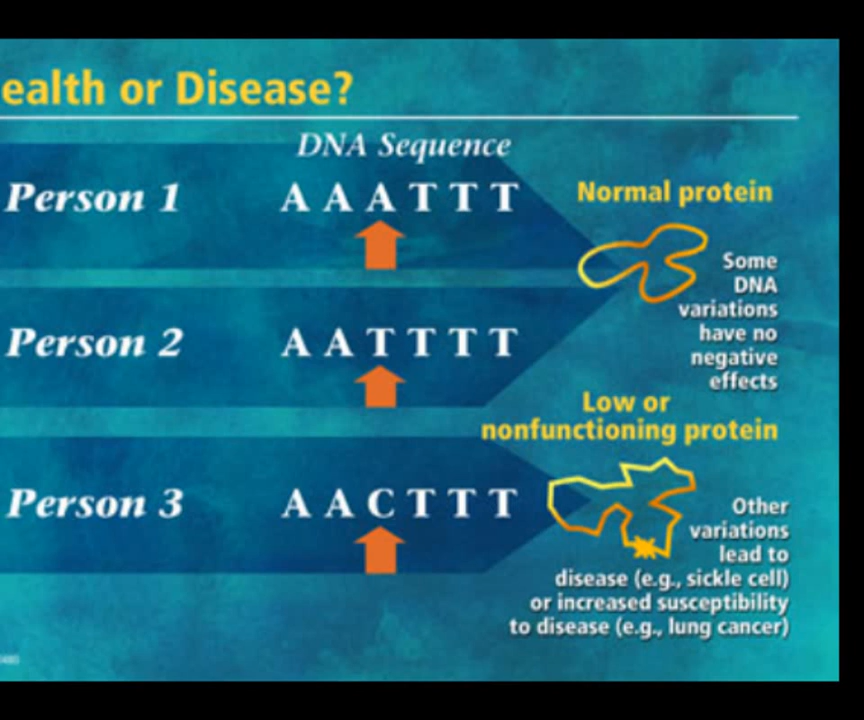 ealth or Disease?
DNA Sequence
Person 1 A A A T T T
Normal protein
Some
DNA
variations
have no
negative
effects
Person 2 A A T T T T
Low or
nonfunctioning protein
Person 3 A A C T T T
Other
variations
lead to
disease (e.g., sickle cell)
or increased susceptibility
to disease (e.g., lung cancer)